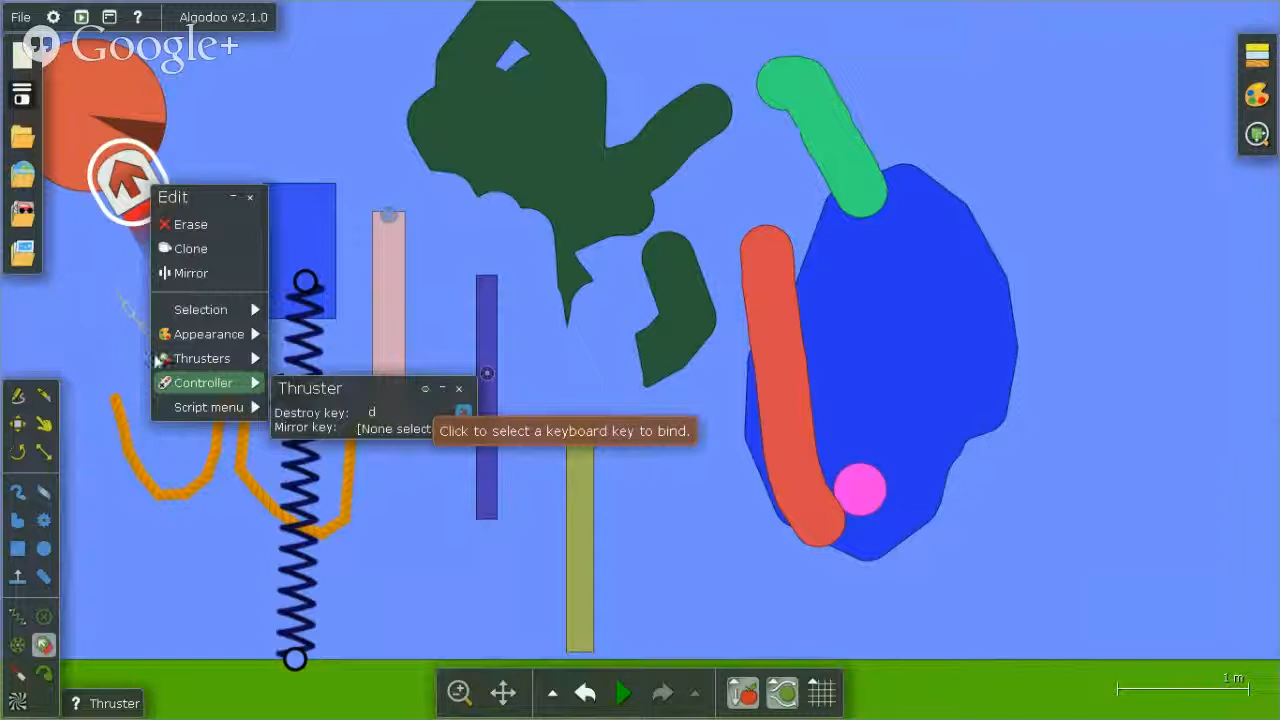 File ? Algodoo v2.1.0
Google+
Edit
Erase
Clone
Mirror
Selection
Appearance
Thrusters
Controller
Script menu
Thruster
Destroy key: d
Mirror key: [None select
Click to select a keyboard key to bind.
? Thruster
1 m